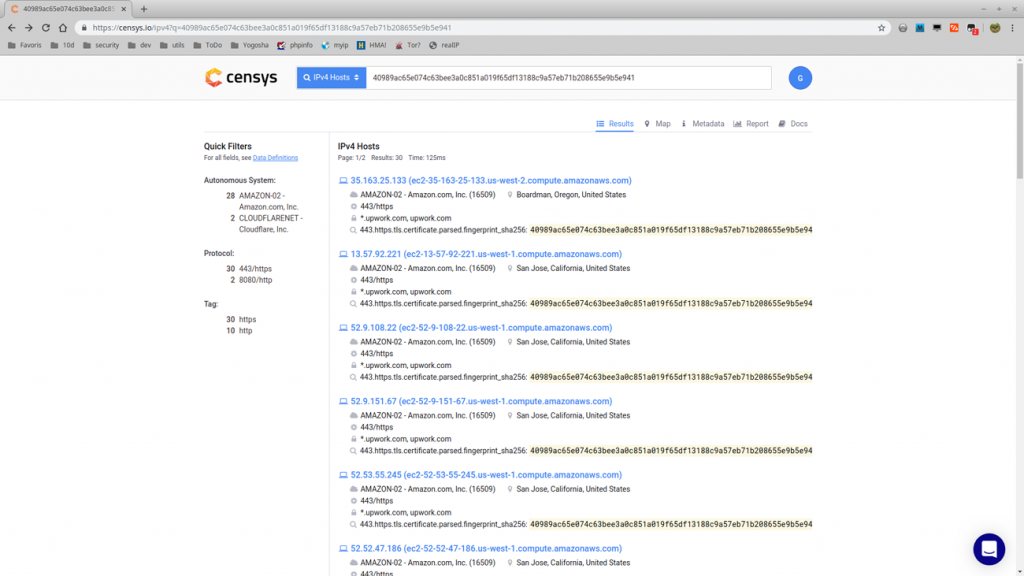 40989ac65e074c63bee3a0c85
https://censys.io/ipv4?q=40989ac65e074c63bee3a0c851a019f65df13188c9a57eb71b208655e9b5e941
Favoris 10d security dev utils ToDo Yogosha phpinfo myip HMA! Tor? realIP
censys
IPv4 Hosts
40989ac65e074c63bee3a0c851a019f65df13188c9a57eb71b208655e9b5e941
G
Results Map Metadata Report Docs
Quick Filters
For all fields, see Data Definitions
Autonomous System:
28 AMAZON-02 -
Amazon.com, Inc.
2 CLOUDFLARENET -
Cloudflare, Inc.
Protocol:
30 443/https
2 8080/http
Tag:
30 https
10 http
IPv4 Hosts
Page: 1/2 Results: 30 Time: 125ms
35.163.25.133 (ec2-35-163-25-133.us-west-2.compute.amazonaws.com)
AMAZON-02 - Amazon.com, Inc. (16509) Boardman, Oregon, United States
443/https
*.upwork.com, upwork.com
443.https.tls.certificate.parsed.fingerprint_sha256: 40989ac65e074c63bee3a0c851a019f65df13188c9a57eb71b208655e9b5e94
13.57.92.221 (ec2-13-57-92-221.us-west-1.compute.amazonaws.com)
AMAZON-02 - Amazon.com, Inc. (16509) San Jose, California, United States
443/https
*.upwork.com, upwork.com
443.https.tls.certificate.parsed.fingerprint_sha256: 40989ac65e074c63bee3a0c851a019f65df13188c9a57eb71b208655e9b5e94
52.9.108.22 (ec2-52-9-108-22.us-west-1.compute.amazonaws.com)
AMAZON-02 - Amazon.com, Inc. (16509) San Jose, California, United States
443/https
*.upwork.com, upwork.com
443.https.tls.certificate.parsed.fingerprint_sha256: 40989ac65e074c63bee3a0c851a019f65df13188c9a57eb71b208655e9b5e94
52.9.151.67 (ec2-52-9-151-67.us-west-1.compute.amazonaws.com)
AMAZON-02 - Amazon.com, Inc. (16509) San Jose, California, United States
443/https
*.upwork.com, upwork.com
443.https.tls.certificate.parsed.fingerprint_sha256: 40989ac65e074c63bee3a0c851a019f65df13188c9a57eb71b208655e9b5e94
52.53.55.245 (ec2-52-53-55-245.us-west-1.compute.amazonaws.com)
AMAZON-02 - Amazon.com, Inc. (16509) San Jose, California, United States
443/https
*.upwork.com, upwork.com
443.https.tls.certificate.parsed.fingerprint_sha256: 40989ac65e074c63bee3a0c851a019f65df13188c9a57eb71b208655e9b5e94
52.52.47.186 (ec2-52-52-47-186.us-west-1.compute.amazonaws.com)
AMAZON-02 - Amazon.com, Inc. (16509) San Jose, California, United States
443/https